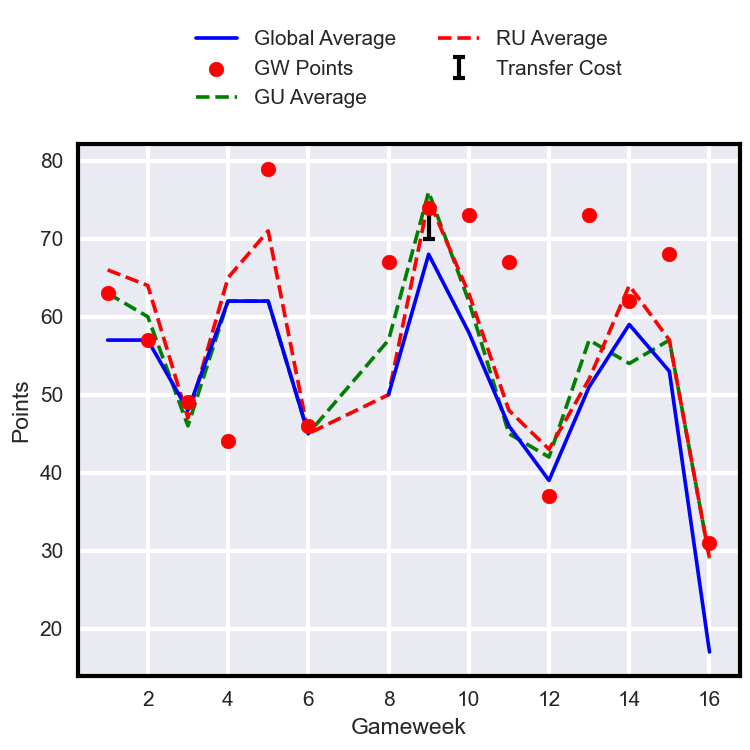 Global Average
GW Points
GU Average
RU Average
Transfer Cost
80
70
60
50
40
30
20
Points
2 4 6 8 10 12 14 16
Gameweek